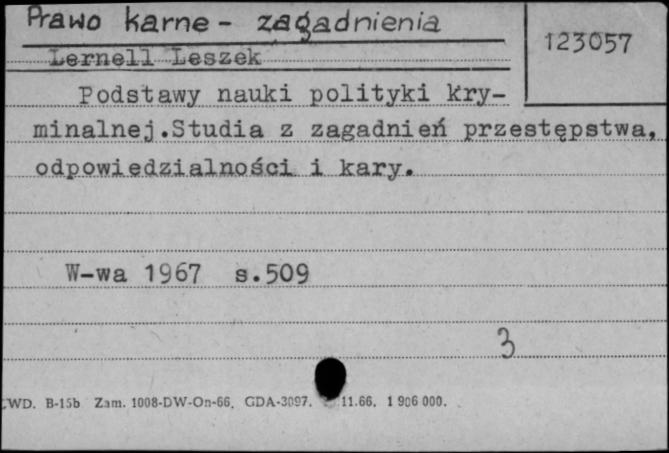 Prawo karne - zagadnienia
123057
Lernell Leszek
Podstawy nauki polityki kry-
minalnej.Studia z zagadnień przestępstwa,
odpowiedzialności i kary.
W-wa 1967 s.509
3
WD. B-15b Zam. 1008-DW-On-66. GDA-3097. 11.66. 1 906 000.